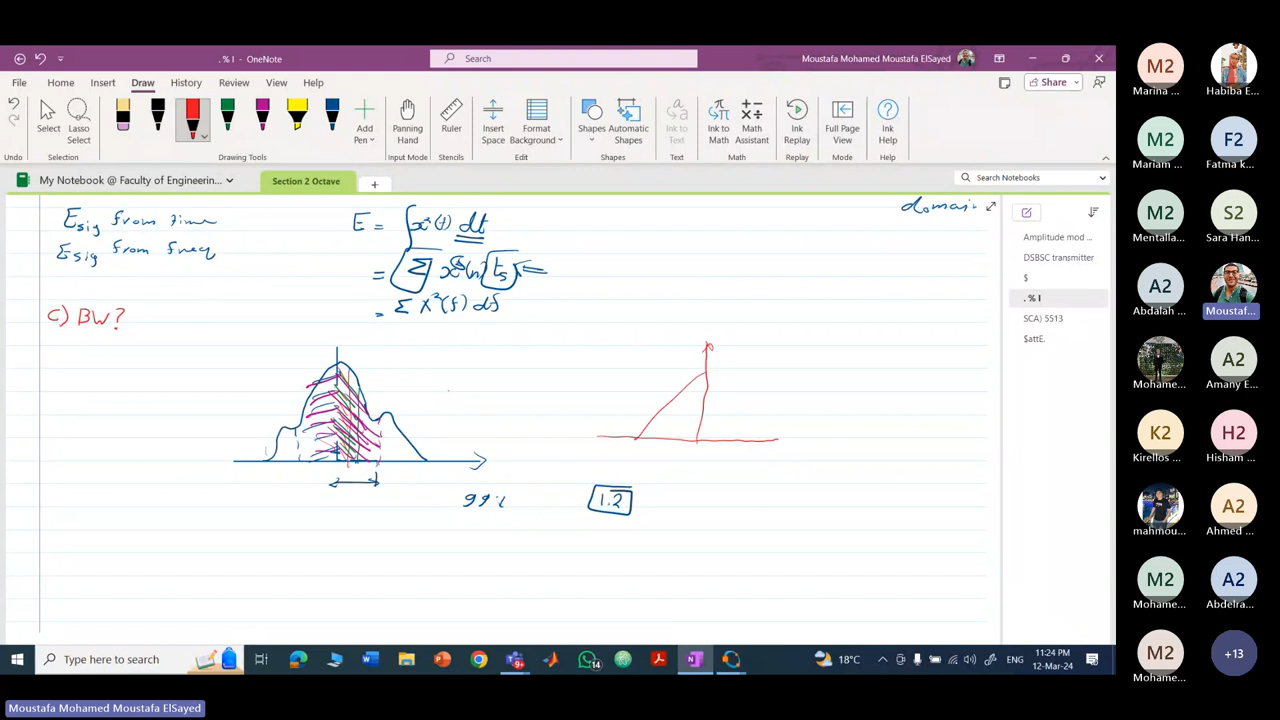 . % I - OneNote
Search
Moustafa Mohamed Moustafa ElSayed
File Home Insert Draw History Review View Help
Share
Undo
Select
Lasso Select
Add Pen
Panning Hand
Ruler
Insert Space
Format Background
Shapes
Automatic Shapes
Ink to Text
Ink to Math
Math Assistant
Ink Replay
Full Page View
Ink Help
Undo Selection Drawing Tools Input Mode Stencils Edit Shapes Text Math Replay Mode Help
My Notebook @ Faculty of Engineerin...
Section 2 Octave
Search Notebooks
domain
Amplitude mod ...
DSBSC transmitter
$
. % I
SCA) 5513
$attE.
E_sig from time
E_sig from freq
E = ∫x²(t) dt
= Σ x²(n) ts
= Σ X²(f) df
c) BW?
99%
1.2
Type here to search
9+
14
18°C
ENG
11:24 PM
12-Mar-24
M2
Marina ...
Habiba E...
M2
Mariam ...
F2
Fatma k...
M2
Mentalla...
S2
Sara Han...
A2
Abdalah ...
Moustaf...
Mohame...
A2
Amany E...
K2
Kirellos ...
H2
Hisham ...
mahmou...
A2
Ahmed ...
M2
Mohame...
A2
Abdelra...
M2
Mohame...
+13
Moustafa Mohamed Moustafa ElSayed